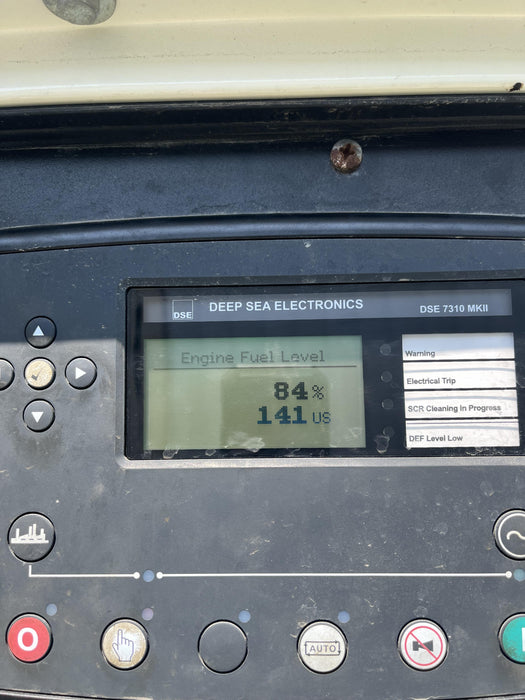 DSE
DEEP SEA ELECTRONICS
DSE 7310 MKII
Engine Fuel Level
84%
141 US
Warning
Electrical Trip
SCR Cleaning in Progress
DEF Level Low
O
AUTO